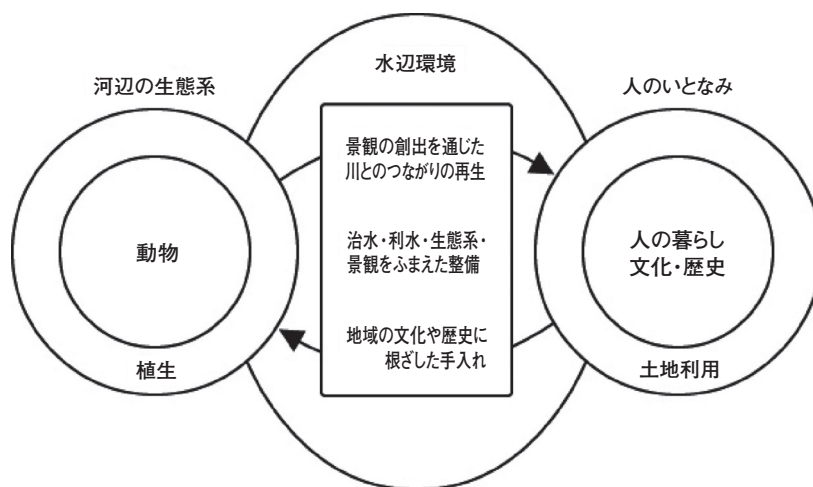 水辺環境
河辺の生態系
人のいとなみ
景観の創出を通じた
川とのつながりの再生
動物
治水・利水・生態系・
景観をふまえた整備
人の暮らし
文化・歴史
地域の文化や歴史に
根ざした手入れ
植生
土地利用